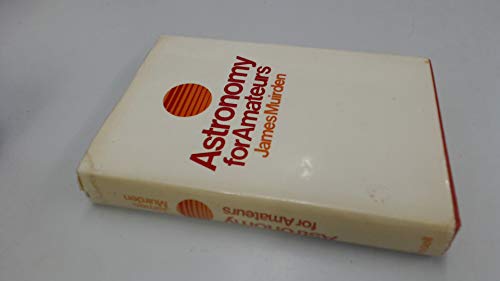 Astronomy
for Amateurs
James Muirden
James
Muirden
Astronomy
for Amateurs